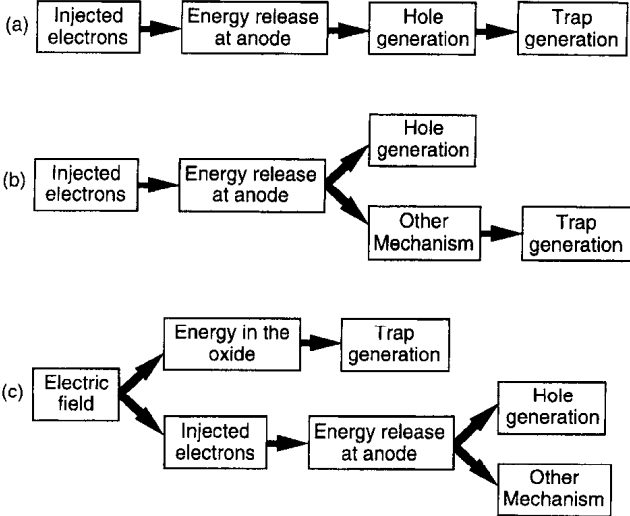 (a)
Injected
electrons
Energy release
at anode
Hole
generation
Trap
generation
(b)
Injected
electrons
Energy release
at anode
Hole
generation
Other
Mechanism
Trap
generation
(c)
Electric
field
Energy in the
oxide
Trap
generation
Injected
electrons
Energy release
at anode
Hole
generation
Other
Mechanism